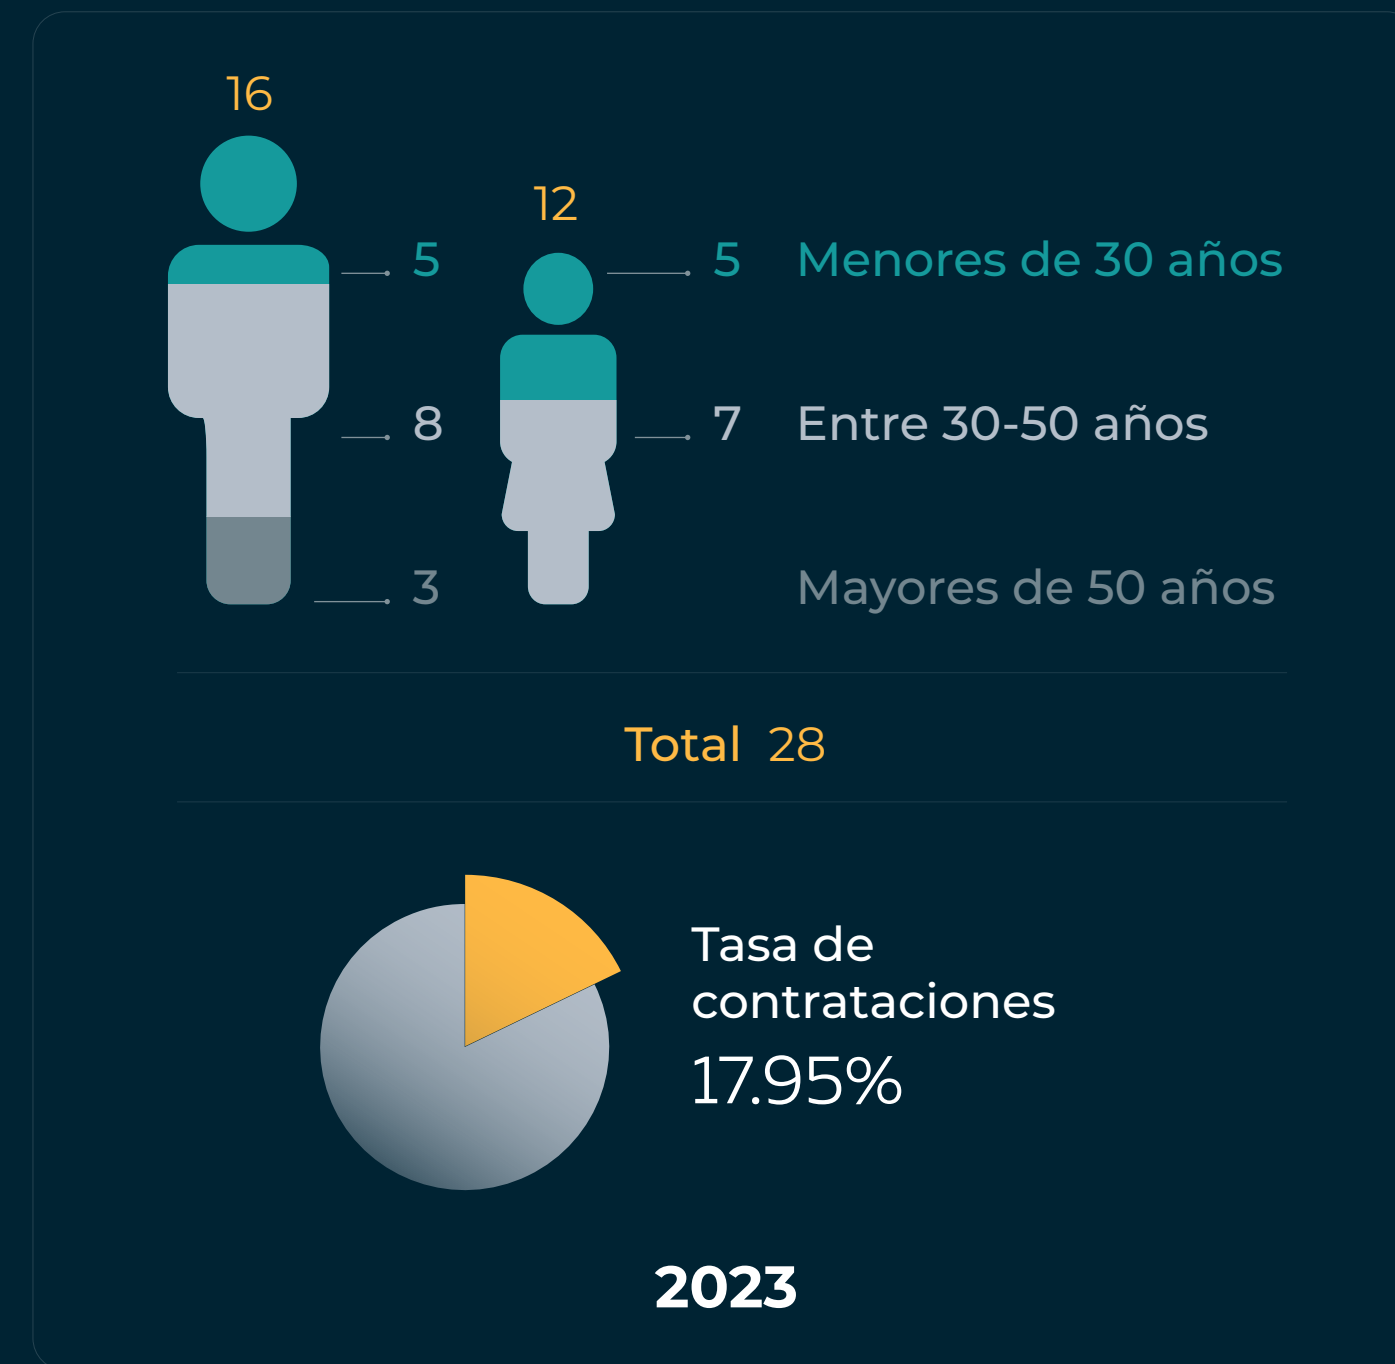 16
12
5 5 Menores de 30 años
8 7 Entre 30-50 años
3 Mayores de 50 años
Total 28
Tasa de
contrataciones
17.95%
2023